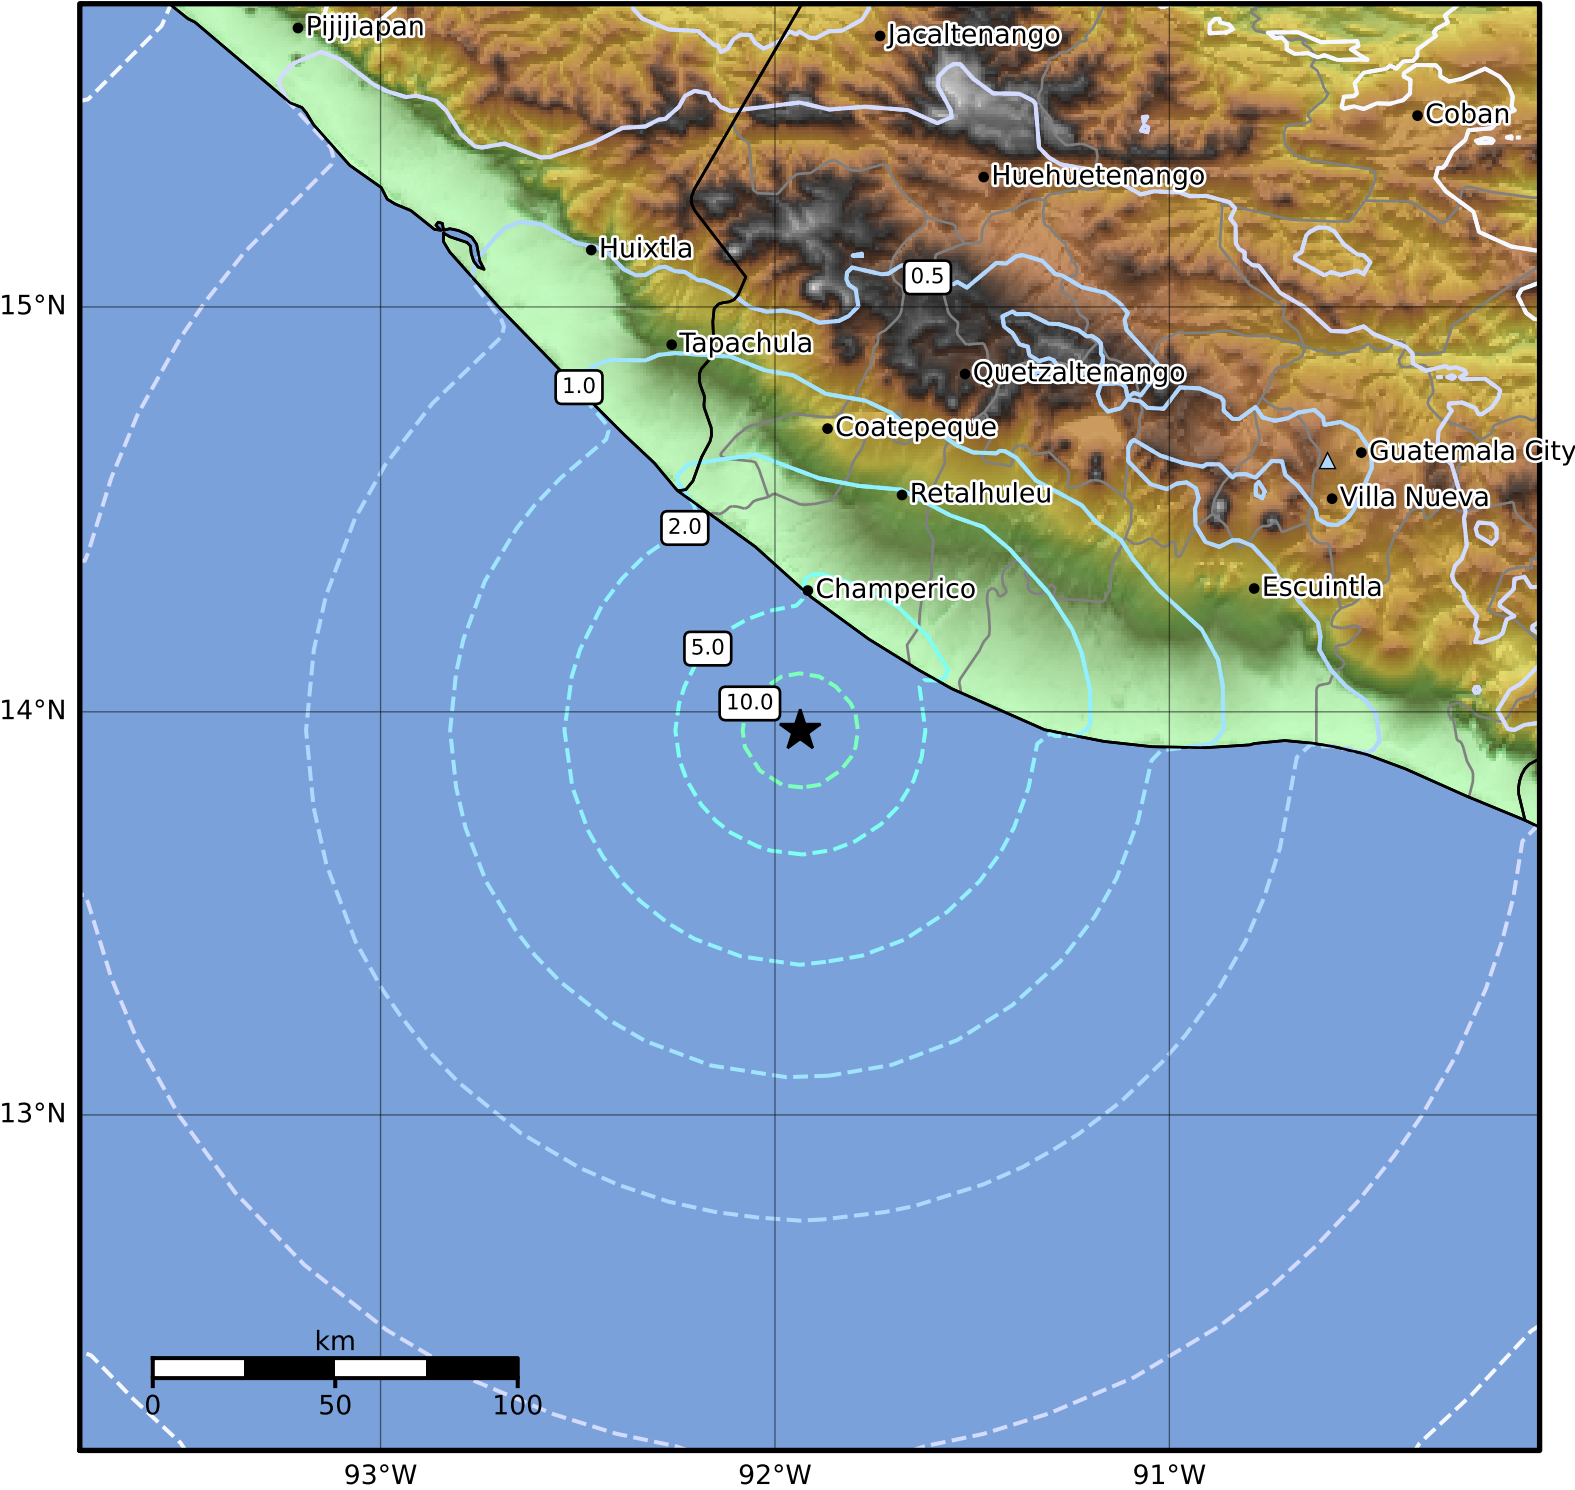 Pijijiapan
Jacaltenango
Coban
Huehuetenango
Huixtla
0.5
15°N
Tapachula
Quetzaltenango
1.0
Coatepeque
Guatemala City
Retalhuleu
Villa Nueva
2.0
Champerico
Escuintla
5.0
10.0
14°N
13°N
km
0 50 100
93°W 92°W 91°W